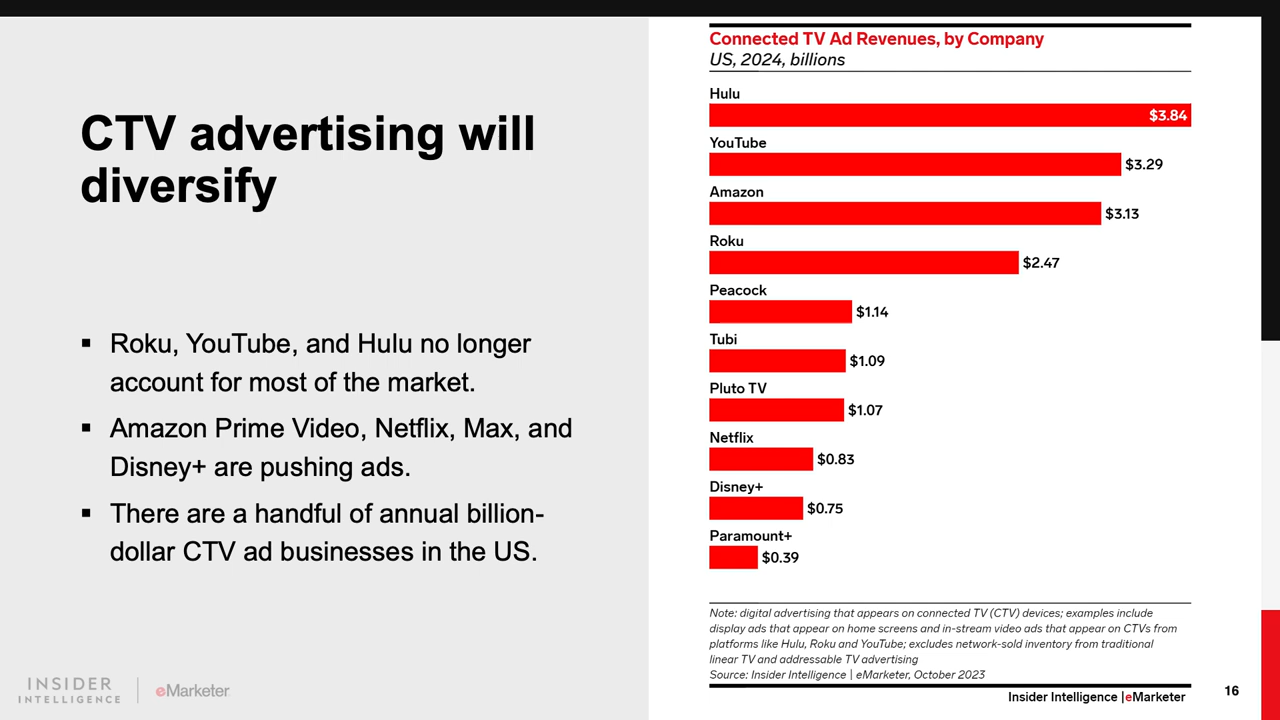 CTV advertising will
diversify
▪ Roku, YouTube, and Hulu no longer
account for most of the market.
▪ Amazon Prime Video, Netflix, Max, and
Disney+ are pushing ads.
▪ There are a handful of annual billion-
dollar CTV ad businesses in the US.
INSIDER
INTELLIGENCE
eMarketer
Connected TV Ad Revenues, by Company
US, 2024, billions
Hulu
$3.84
YouTube
$3.29
Amazon
$3.13
Roku
$2.47
Peacock
$1.14
Tubi
$1.09
Pluto TV
$1.07
Netflix
$0.83
Disney+
$0.75
Paramount+
$0.39
Note: digital advertising that appears on connected TV (CTV) devices; examples include
display ads that appear on home screens and in-stream video ads that appear on CTVs from
platforms like Hulu, Roku and YouTube; excludes network-sold inventory from traditional
linear TV and addressable TV advertising
Source: Insider Intelligence | eMarketer, October 2023
Insider Intelligence | eMarketer
16